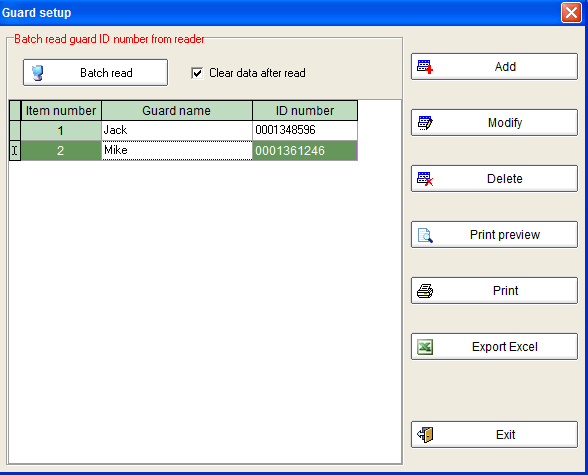 Guard setup
Batch read guard ID number from reader
Batch read
Clear data after read
Item number Guard name ID number
1 Jack 0001348596
2 Mike 0001361246
Add
Modify
Delete
Print preview
Print
Export Excel
Exit